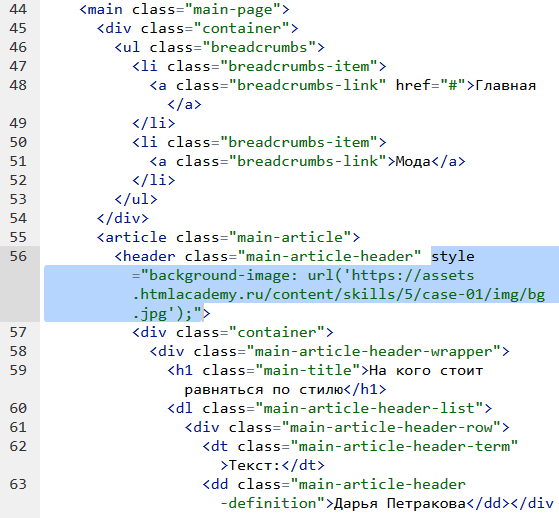 44 <main class="main-page">
45 <div class="container">
46 <ul class="breadcrumbs">
47 <li class="breadcrumbs-item">
48 <a class="breadcrumbs-link" href="#">Главная
</a>
49 </li>
50 <li class="breadcrumbs-item">
51 <a class="breadcrumbs-link">Мода</a>
52 </li>
53 </ul>
54 </div>
55 <article class="main-article">
56 <header class="main-article-header" style
="background-image: url('https://assets
.htmlacademy.ru/content/skills/5/case-01/img/bg
.jpg');">
57 <div class="container">
58 <div class="main-article-header-wrapper">
59 <h1 class="main-title">На кого стоит
равняться по стилю</h1>
60 <dl class="main-article-header-list">
61 <div class="main-article-header-row">
62 <dt class="main-article-header-term"
>Текст:</dt>
63 <dd class="main-article-header
-definition">Дарья Петракова</dd></div